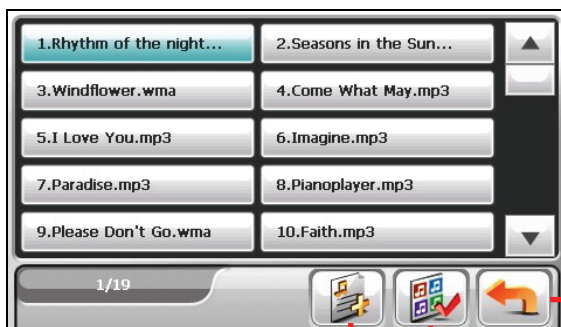 1.Rhythm of the night...
2.Seasons in the Sun...
3.Windflower.wma
4.Come What May.mp3
5.I Love You.mp3
6.Imagine.mp3
7.Paradise.mp3
8.Pianoplayer.mp3
9.Please Don't Go.wma
10.Faith.mp3
1/19